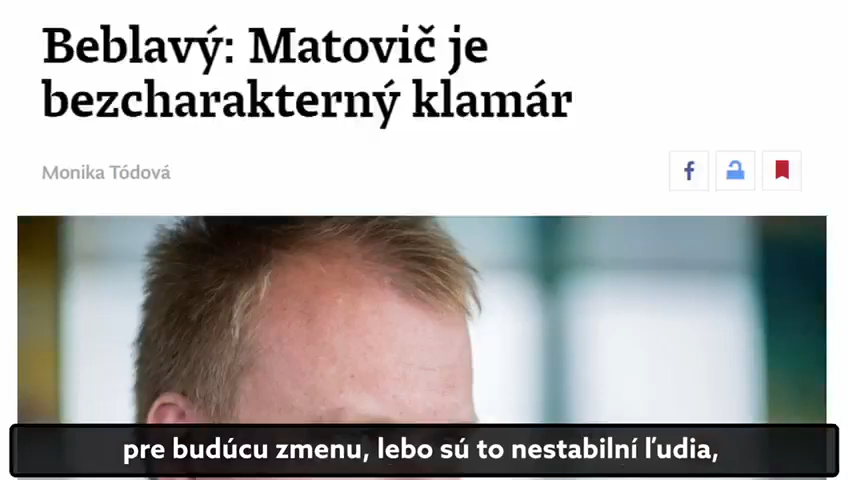 Beblavý: Matovič je
bezcharakterný klamár
Monika Tódová
pre budúcu zmenu, lebo sú to nestabilní ľudia,